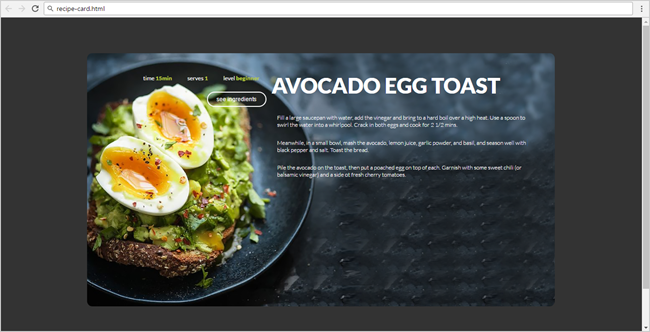 recipe-card.html
time 15min serves 1 level beginner
AVOCADO EGG TOAST
see ingredients
Fill a large saucepan with water, add the vinegar and bring to a hard boil over a high heat. Use a spoon to
swirl the water into a whirlpool. Crack in both eggs and cook for 2 1/2 mins.
Meanwhile, in a small bowl, mash the avocado, lemon juice, garlic powder, and basil, and season well with
black pepper and salt. Toast the bread.
Pile the avocado on the toast, then put a poached egg on top of each. Garnish with some sweet chili (or
balsamic vinegar) and a side of fresh cherry tomatoes.